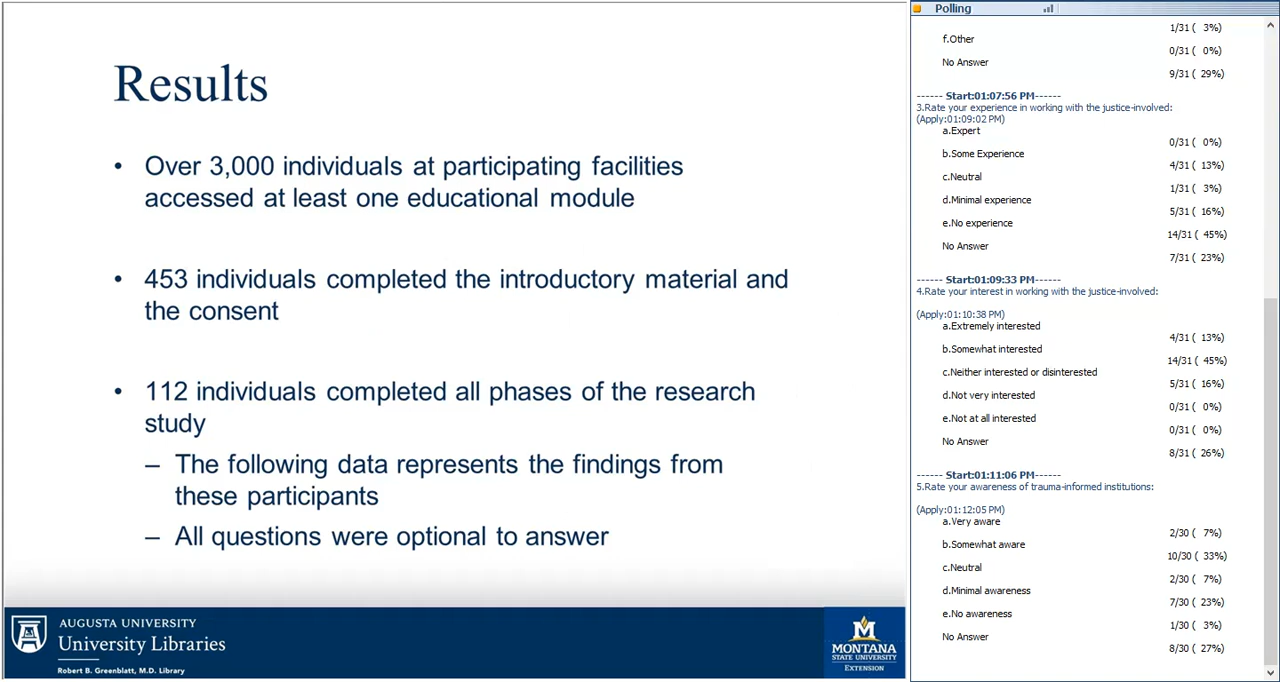 Results
• Over 3,000 individuals at participating facilities
accessed at least one educational module
• 453 individuals completed the introductory material and
the consent
• 112 individuals completed all phases of the research
study
– The following data represents the findings from
these participants
– All questions were optional to answer
AUGUSTA UNIVERSITY
University Libraries
Robert B. Greenblatt, M.D. Library
M
MONTANA
STATE UNIVERSITY
EXTENSION
Polling
1/31 ( 3%)
f.Other
0/31 ( 0%)
No Answer
9/31 ( 29%)
------ Start:01:07:56 PM------
3.Rate your experience in working with the justice-involved:
(Apply:01:09:02 PM)
a.Expert
0/31 ( 0%)
b.Some Experience
4/31 ( 13%)
c.Neutral
1/31 ( 3%)
d.Minimal experience
5/31 ( 16%)
e.No experience
14/31 ( 45%)
No Answer
7/31 ( 23%)
------ Start:01:09:33 PM------
4.Rate your interest in working with the justice-involved:
(Apply:01:10:38 PM)
a.Extremely interested
4/31 ( 13%)
b.Somewhat interested
14/31 ( 45%)
c.Neither interested or disinterested
5/31 ( 16%)
d.Not very interested
0/31 ( 0%)
e.Not at all interested
0/31 ( 0%)
No Answer
8/31 ( 26%)
------ Start:01:11:06 PM------
5.Rate your awareness of trauma-informed institutions:
(Apply:01:12:05 PM)
a.Very aware
2/30 ( 7%)
b.Somewhat aware
10/30 ( 33%)
c.Neutral
2/30 ( 7%)
d.Minimal awareness
7/30 ( 23%)
e.No awareness
1/30 ( 3%)
No Answer
8/30 ( 27%)